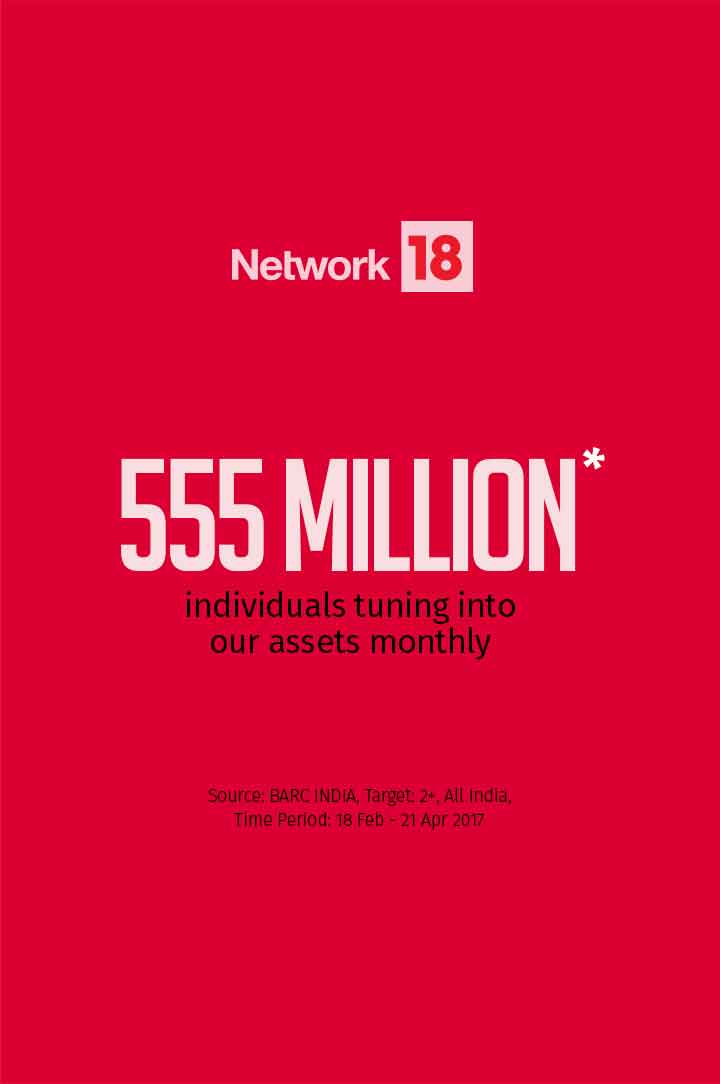 Network 18
555 MILLION*
individuals tuning into
our assets monthly
Source: BARC INDIA, Target: 2+, All India,
Time Period: 18 Feb - 21 Apr 2017